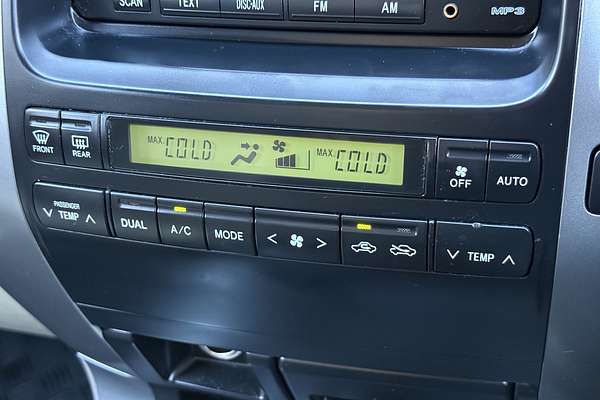 SCAN TEXT DISC·AUX FM AM MP3
FRONT REAR MAX. COLD MAX. COLD OFF AUTO
PASSENGER
TEMP DUAL A/C MODE TEMP